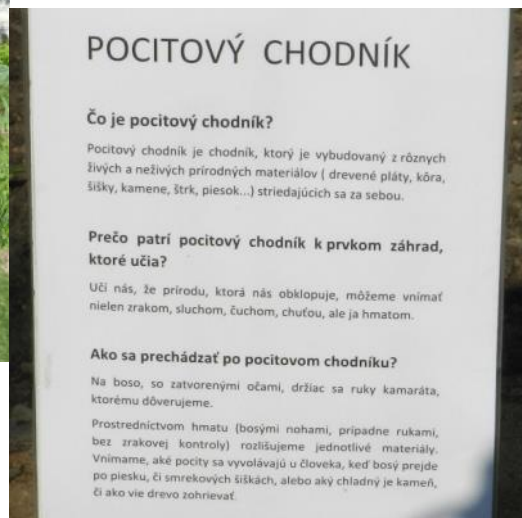 POCITOVÝ CHODNÍK
Čo je pocitový chodník?
Pocitový chodník je chodník, ktorý je vybudovaný z rôznych
živých a neživých prírodných materiálov ( drevené pláty, kôra,
šišky, kamene, štrk, piesok...) striedajúcich sa za sebou.
Prečo patrí pocitový chodník k prvkom záhrad,
ktoré učia?
Učí nás, že prírodu, ktorá nás obklopuje, môžeme vnímať
nielen zrakom, sluchom, čuchom, chuťou, ale ja hmatom.
Ako sa prechádzať po pocitovom chodníku?
Na boso, so zatvorenými očami, držiac sa ruky kamaráta,
ktorému dôverujeme.
Prostredníctvom hmatu (bosými nohami, prípadne rukami,
bez zrakovej kontroly) rozlišujeme jednotlivé materiály.
Vnímame, aké pocity sa vyvolávajú u človeka, keď bosý prejde
po piesku, či smrekových šiškách, alebo aký chladný je kameň,
či ako vie drevo zohrievať.